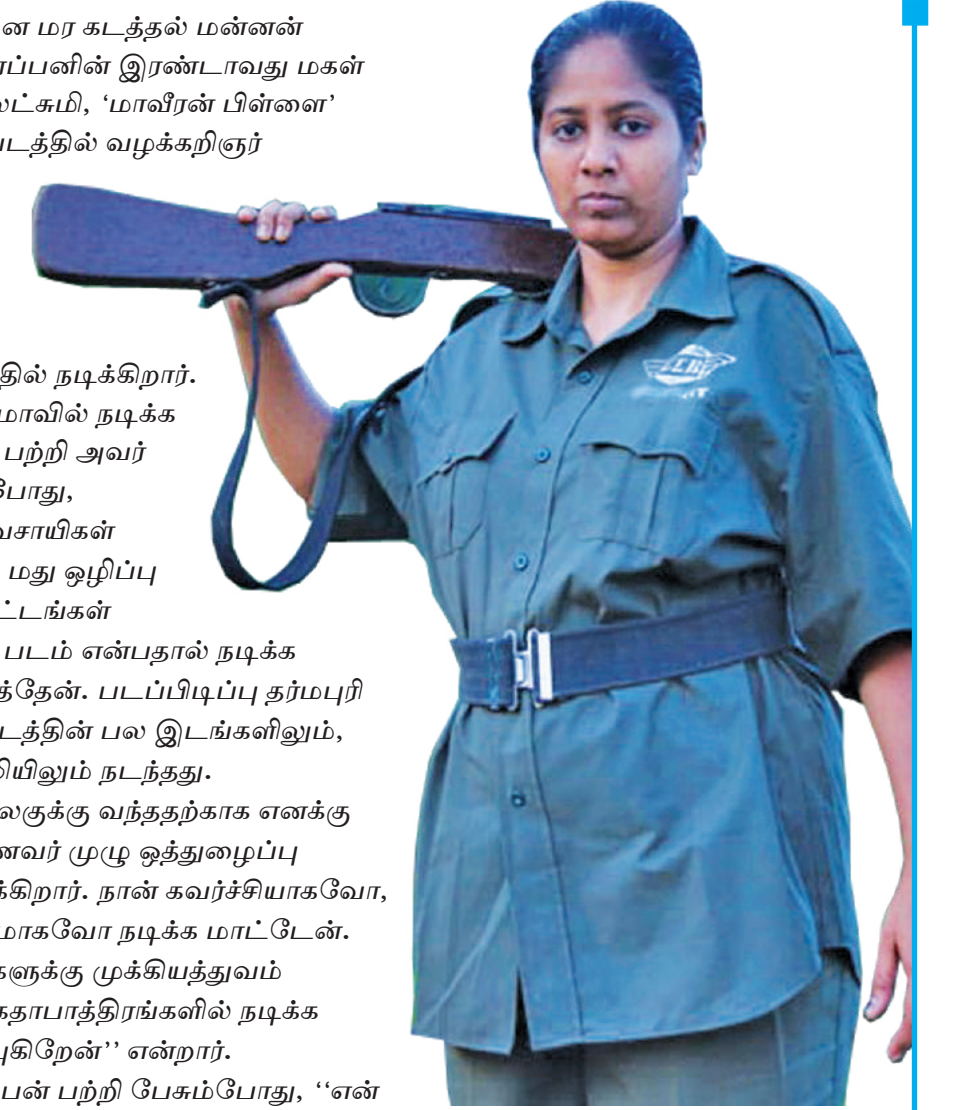 ன மர கடத்தல் மன்னன்
ரப்பனின் இரண்டாவது மகள்
லட்சுமி, ‘மாவீரன் பிள்ளை’
படத்தில் வழக்கறிஞர்
தில் நடிக்கிறார்.
மாவில் நடிக்க
பற்றி அவர்
போது,
வசாயிகள்
மது ஒழிப்பு
ட்டங்கள்
படம் என்பதால் நடிக்க
த்தேன். படப்பிடிப்பு தர்மபுரி
டத்தின் பல இடங்களிலும்,
யிலும் நடந்தது.
லகுக்கு வந்ததற்காக எனக்கு
ணவர் முழு ஒத்துழைப்பு
க்கிறார். நான் கவர்ச்சியாகவோ,
மாகவோ நடிக்க மாட்டேன்.
களுக்கு முக்கியத்துவம்
கதாபாத்திரங்களில் நடிக்க
புகிறேன்’’ என்றார்.
பன் பற்றி பேசும்போது, ‘‘என்